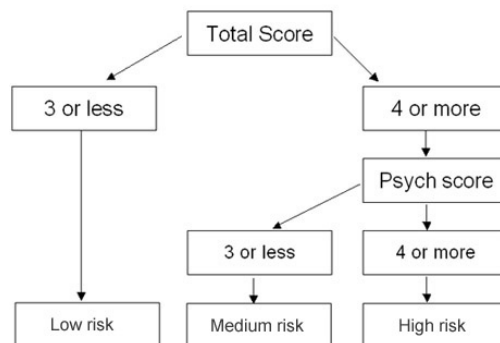 Total Score
3 or less
4 or more
Psych score
3 or less
4 or more
Low risk
Medium risk
High risk